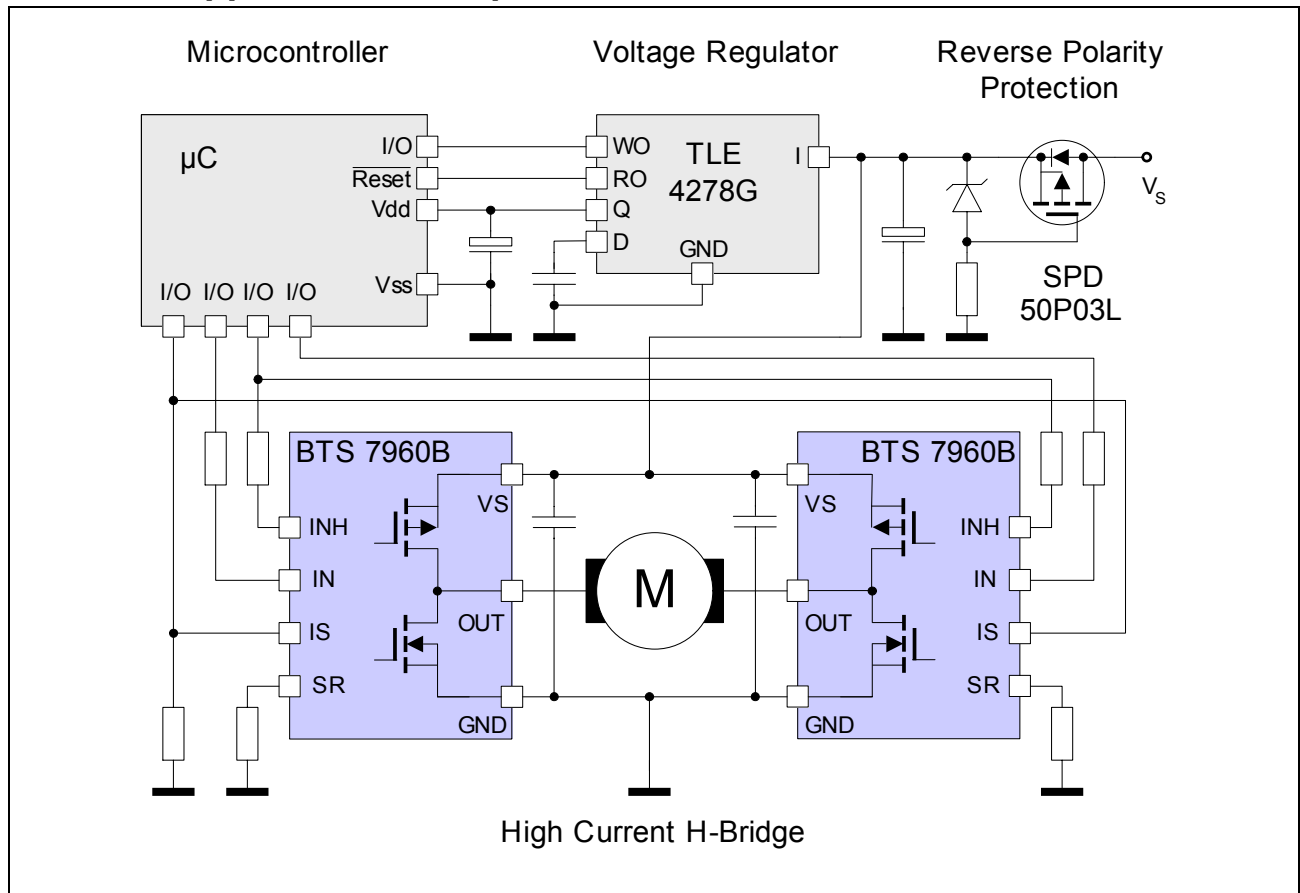 Microcontroller
Voltage Regulator
Reverse Polarity
Protection
µC
I/O
Reset
Vdd
Vss
I/O I/O I/O I/O
WO
RO
Q
D
TLE
4278G
I
GND
V_S
SPD
50P03L
BTS 7960B
VS
INH
IN
IS
SR
OUT
GND
M
BTS 7960B
VS
INH
IN
IS
SR
OUT
GND
High Current H-Bridge